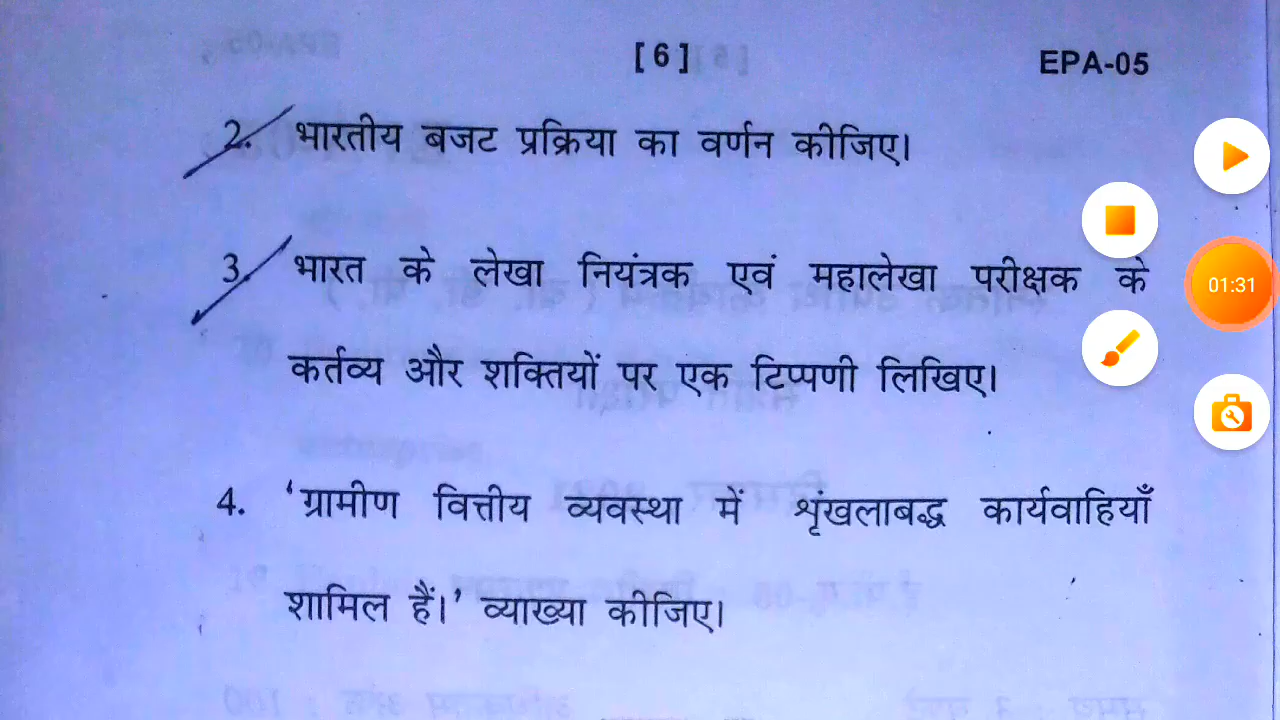 [ 6 ]
EPA-05
2. भारतीय बजट प्रक्रिया का वर्णन कीजिए।
3. भारत के लेखा नियंत्रक एवं महालेखा परीक्षक के
कर्तव्य और शक्तियों पर एक टिप्पणी लिखिए।
4. ‘ग्रामीण वित्तीय व्यवस्था में शृंखलाबद्ध कार्यवाहियाँ
शामिल हैं।’ व्याख्या कीजिए।
01:31